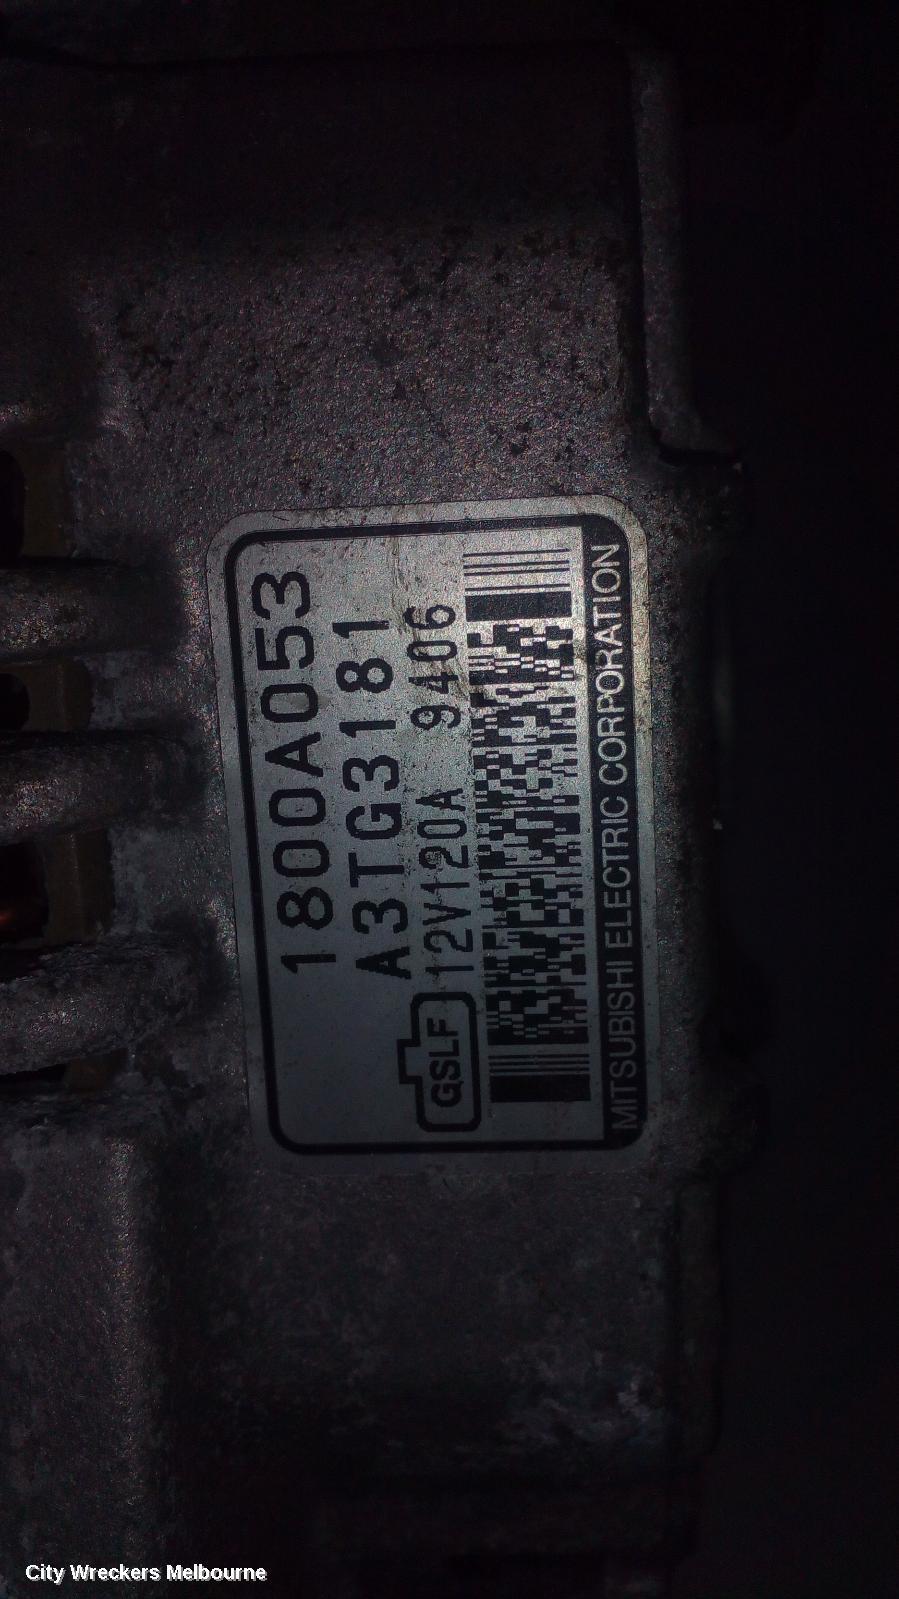 1800A053
A3TG3181
GSLF 12V120A 9406
MITSUBISHI ELECTRIC CORPORATION
City Wreckers Melbourne